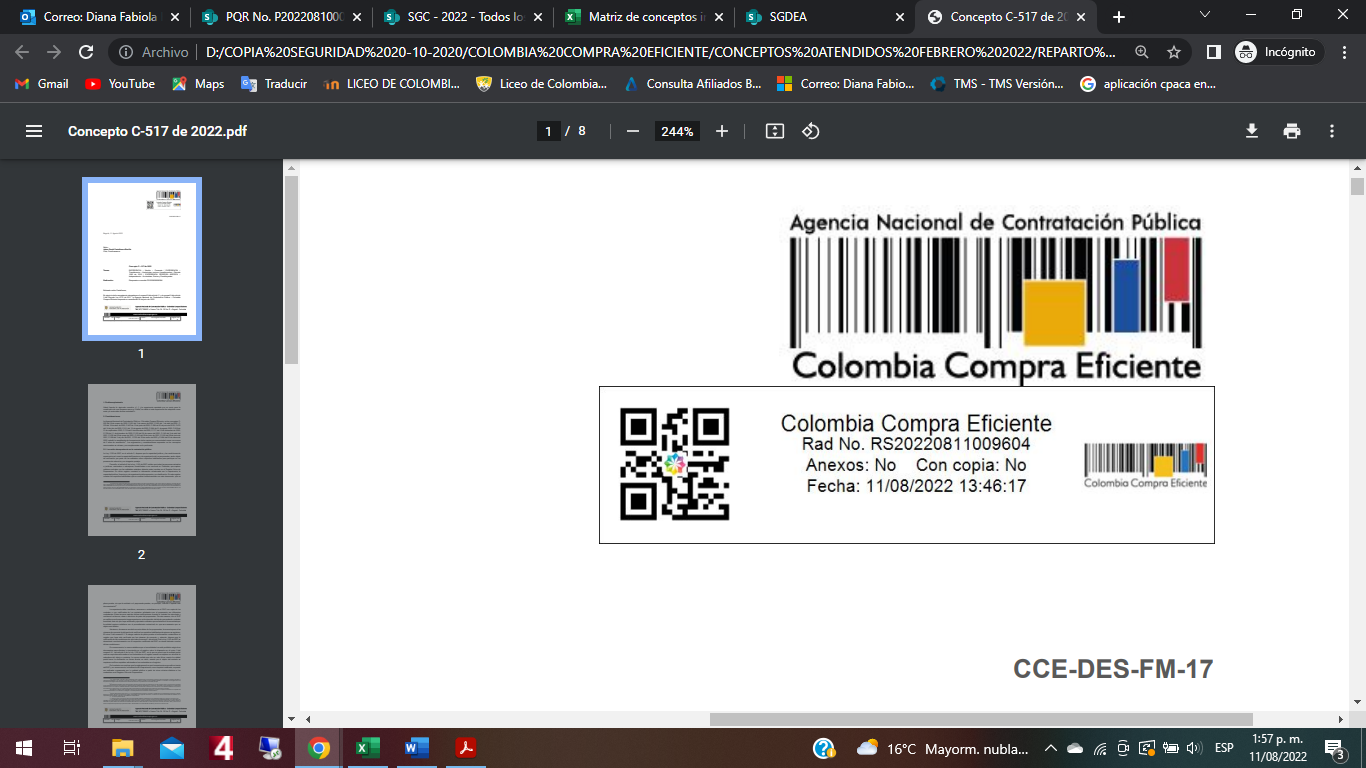 Correo: Diana Fabiola
PQR No. P2022081000
SGC - 2022 - Todos lo
Matriz de conceptos i
SGDEA
Concepto C-517 de 20
Archivo
D:/COPIA%20SEGURIDAD%2020-10-2020/COLOMBIA%20COMPRA%20EFICIENTE/CONCEPTOS%20ATENDIDOS%20FEBRERO%202022/REPARTO%...
Incógnito
Gmail
YouTube
Maps
Traducir
LICEO DE COLOMBI...
Liceo de Colombia...
Consulta Afiliados B...
Correo: Diana Fabio...
TMS - TMS Versión...
aplicación cpaca en...
Concepto C-517 de 2022.pdf
1 / 8
244%
1
2
Agencia Nacional de Contratación Pública
Colombia Compra Eficiente
Colombia Compra Eficiente
Rad No. RS20220811009604
Anexos: No Con copia: No
Fecha: 11/08/2022 13:46:17
Colombia Compra Eficiente
CCE-DES-FM-17
16°C Mayorm. nubla...
ESP
1:57 p. m.
11/08/2022
3